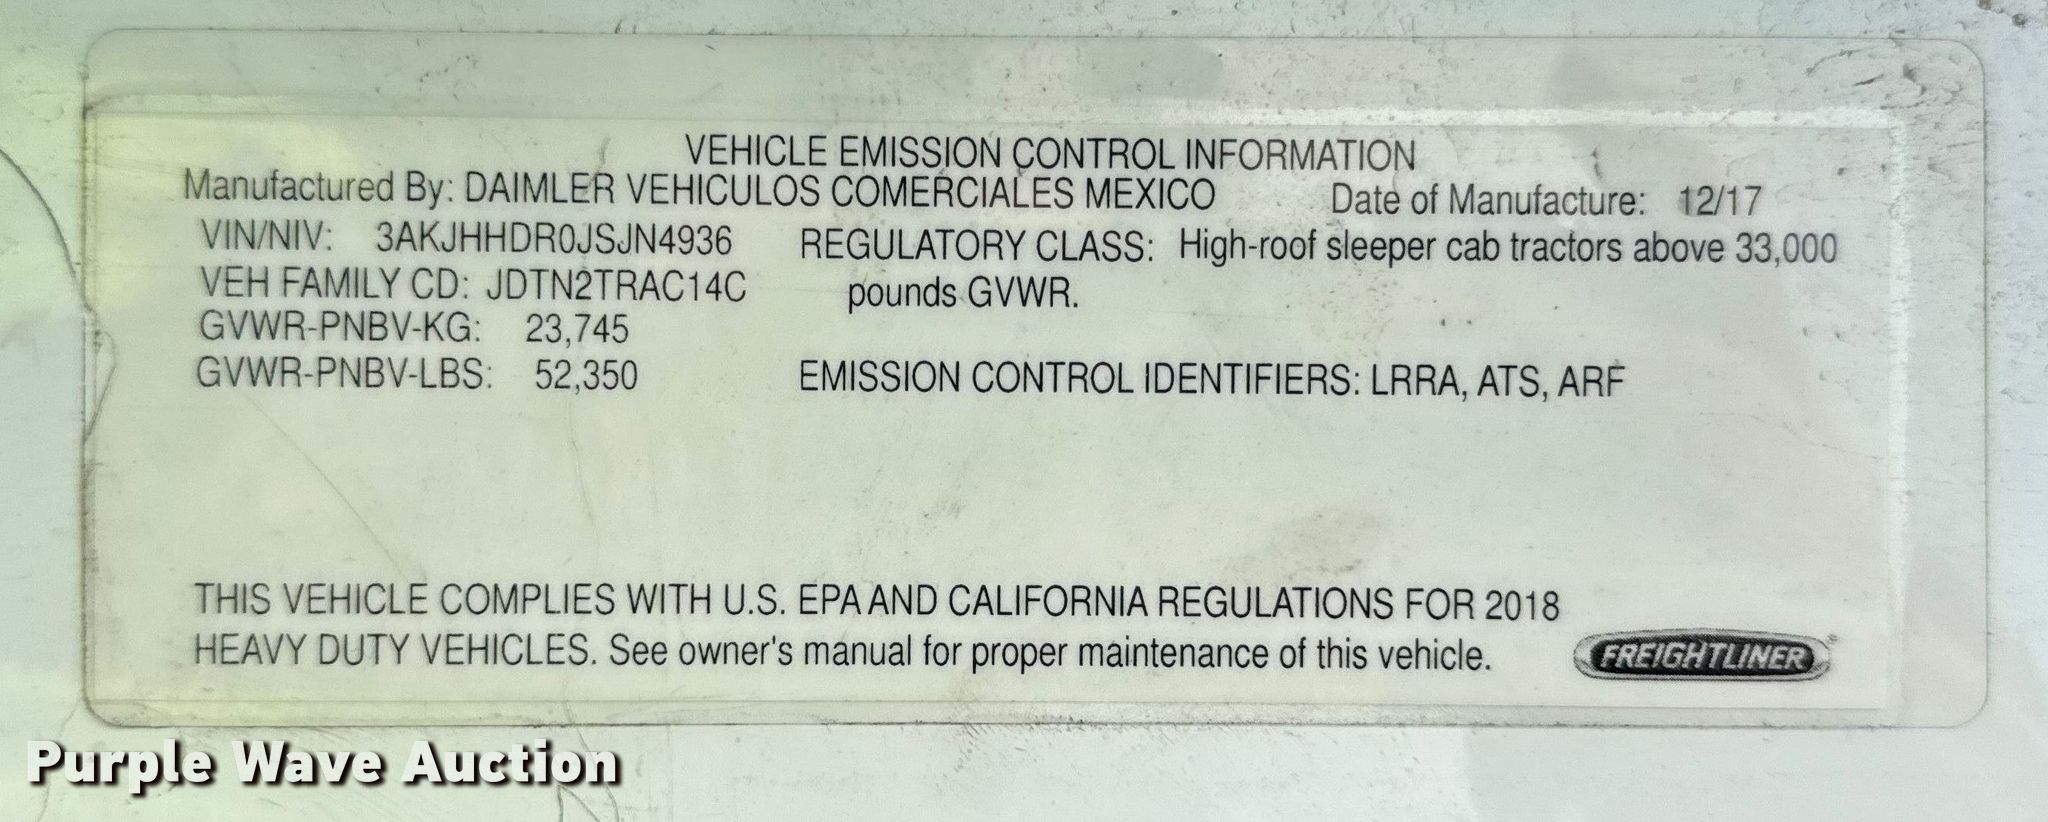 VEHICLE EMISSION CONTROL INFORMATION
Manufactured By: DAIMLER VEHICULOS COMERCIALES MEXICO Date of Manufacture: 12/17
VIN/NIV: 3AKJHHDR0JSJN4936 REGULATORY CLASS: High-roof sleeper cab tractors above 33,000
VEH FAMILY CD: JDTN2TRAC14C pounds GVWR.
GVWR-PNBV-KG: 23,745
GVWR-PNBV-LBS: 52,350 EMISSION CONTROL IDENTIFIERS: LRRA, ATS, ARF
THIS VEHICLE COMPLIES WITH U.S. EPA AND CALIFORNIA REGULATIONS FOR 2018
HEAVY DUTY VEHICLES. See owner's manual for proper maintenance of this vehicle.
FREIGHTLINER®
Purple Wave Auction